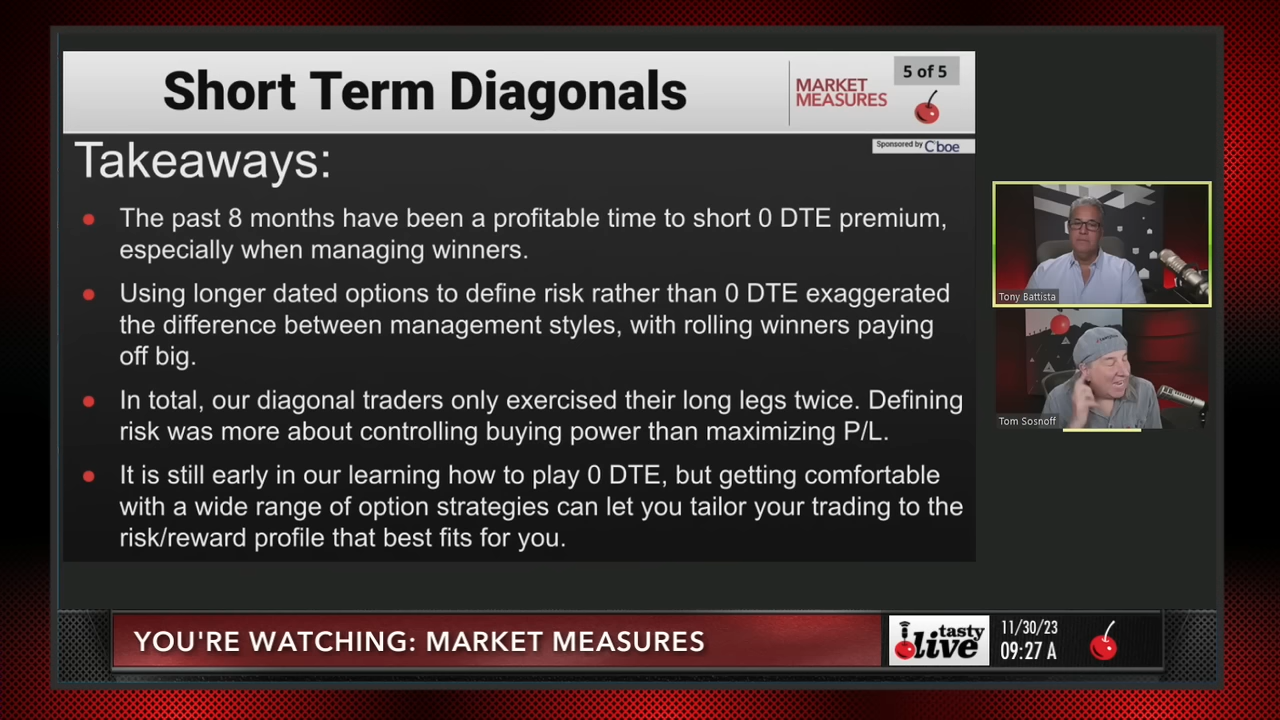 Short Term Diagonals
MARKET
MEASURES
5 of 5
Sponsored by Cboe
Takeaways:
The past 8 months have been a profitable time to short 0 DTE premium,
especially when managing winners.
Using longer dated options to define risk rather than 0 DTE exaggerated
the difference between management styles, with rolling winners paying
off big.
In total, our diagonal traders only exercised their long legs twice. Defining
risk was more about controlling buying power than maximizing P/L.
It is still early in our learning how to play 0 DTE, but getting comfortable
with a wide range of option strategies can let you tailor your trading to the
risk/reward profile that best fits for you.
Tony Battista
Tom Sosnoff
YOU'RE WATCHING: MARKET MEASURES
tasty
live
11/30/23
09:27 A